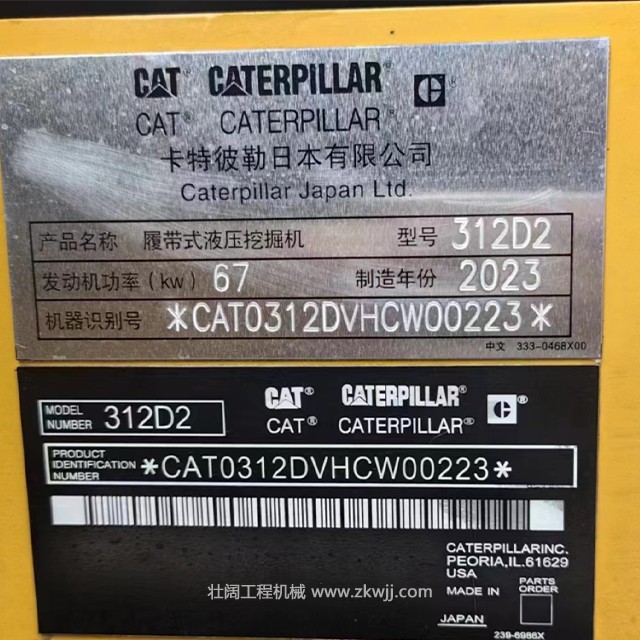 CAT CATERPILLAR® C
CAT® CATERPILLAR®
卡特彼勒日本有限公司
Caterpillar Japan Ltd.
产品名称 履带式液压挖掘机 型号 312D2
发动机功率(kw) 67 制造年份 2023
机器识别号 *CAT0312DVHCW00223*
中文 333-0468X00
MODEL NUMBER 312D2
CAT® CATERPILLAR® C®
CAT® CATERPILLAR®
PRODUCT
IDENTIFICATION *CAT0312DVHCW00223*
NUMBER
CATERPILLARINC.
PEORIA,IL.61629
USA
MADE IN
PARTS
ORDER
JAPAN
239-6986X
壮阔工程机械 www.zkwjj.com